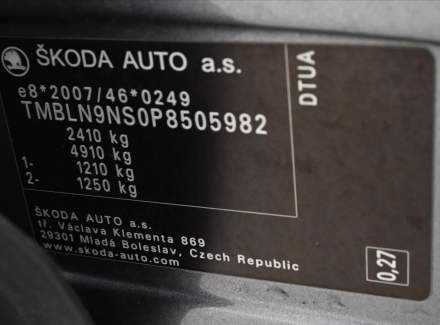 ŠKODA AUTO a.s.
e8*2007/46*0249
TMBLN9NS0P8505982
2410 kg
4910 kg
1- 1210 kg
2- 1250 kg
DTUA
ŠKODA AUTO a.s.
tř. Václava Klementa 869
29301 Mladá Boleslav, Czech Republic
www.skoda-auto.com
0,27